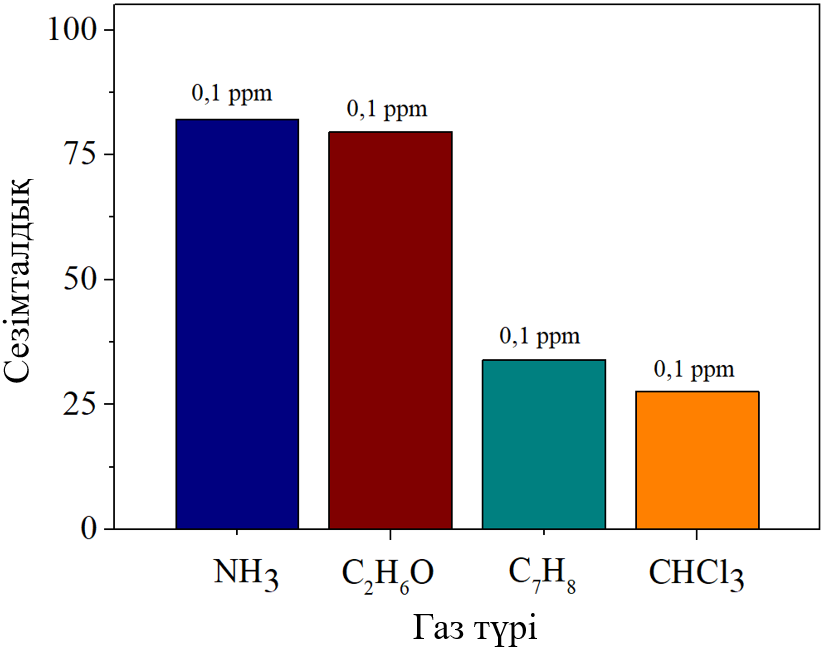 100
75
50
25
0
Сезімталдық
0,1 ppm
0,1 ppm
0,1 ppm
0,1 ppm
NH3
C₂H₆O
C₇H₈
CHCl3
Газ түрі